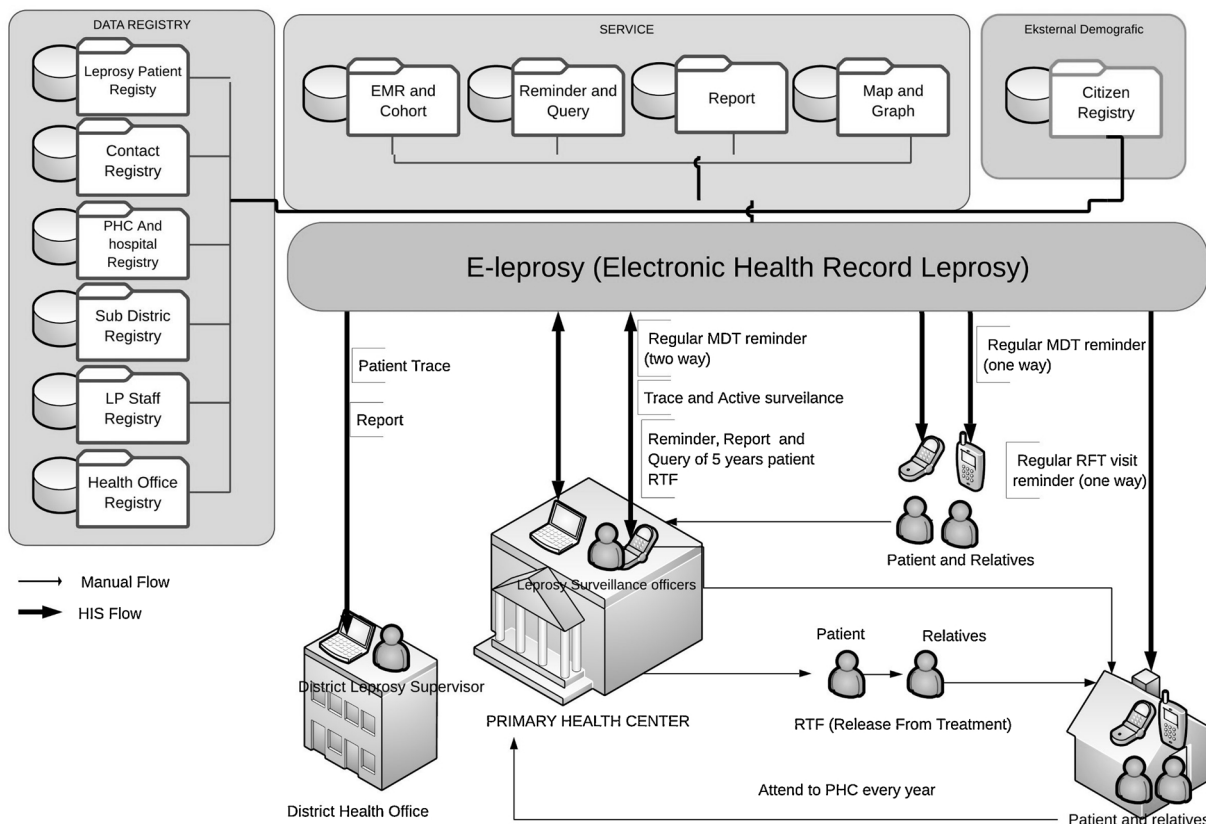 DATA REGISTRY
Leprosy Patient
Registy
Contact
Registry
PHC And
hospital
Registry
Sub Distric
Registry
LP Staff
Registry
Health Office
Registry
SERVICE
EMR and
Cohort
Reminder and
Query
Report
Map and
Graph
Eksternal Demografic
Citizen
Registry
E-leprosy (Electronic Health Record Leprosy)
Patient Trace
Report
Regular MDT reminder
(two way)
Trace and Active surveilance
Reminder, Report and
Query of 5 years patient
RTF
Regular MDT reminder
(one way)
Regular RFT visit
reminder (one way)
Patient and Relatives
Manual Flow
HIS Flow
Leprosy Surveillance officers
District Leprosy Supervisor
PRIMARY HEALTH CENTER
District Health Office
Patient
Relatives
RTF (Release From Treatment)
Attend to PHC every year
Patient and relatives